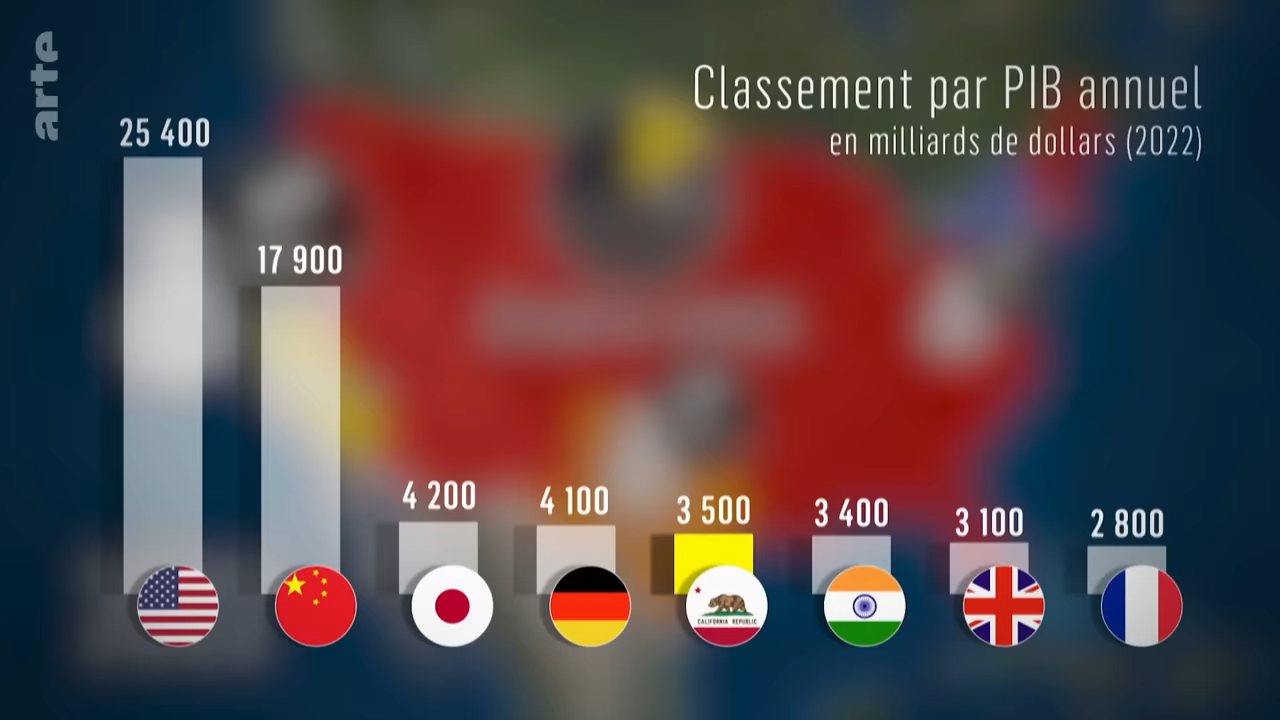 arte
Classement par PIB annuel
en milliards de dollars (2022)
25 400
17 900
4 200
4 100
3 500
3 400
3 100
2 800
CALIFORNIA REPUBLIC